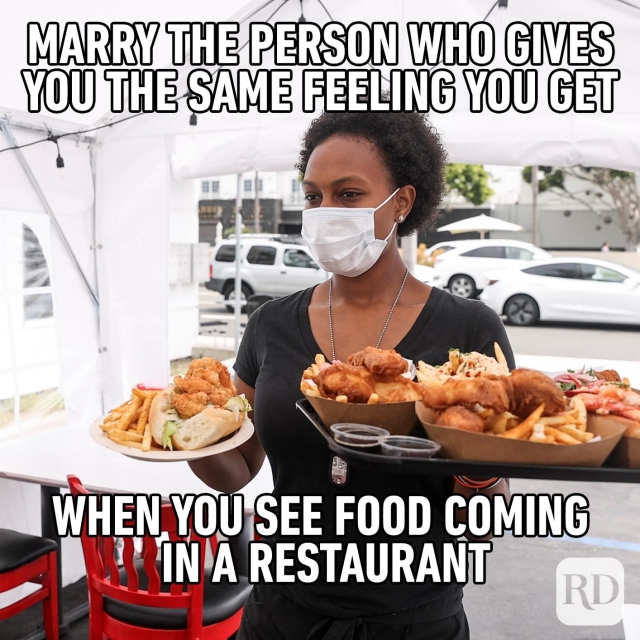 MARRY THE PERSON WHO GIVES
YOU THE SAME FEELING YOU GET
WHEN YOU SEE FOOD COMING
IN A RESTAURANT
RD